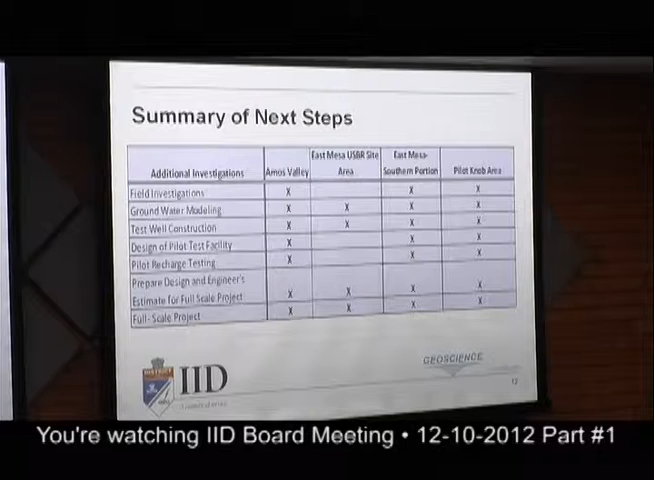 Summary of Next Steps
Additional Investigations Amos Valley East Mesa USBR Site Area East Mesa- Southern Portion Pilot Knob Area
Field Investigations X X X
Ground Water Modeling X X X X
Test Well Construction X X X X
Design of Pilot Test Facility X X X
Pilot Recharge Testing X X X
Prepare Design and Engineer's
Estimate for Full Scale Project X X X X
Full-Scale Project X X X X
IID
GEOSCIENCE
You're watching IID Board Meeting • 12-10-2012 Part #1